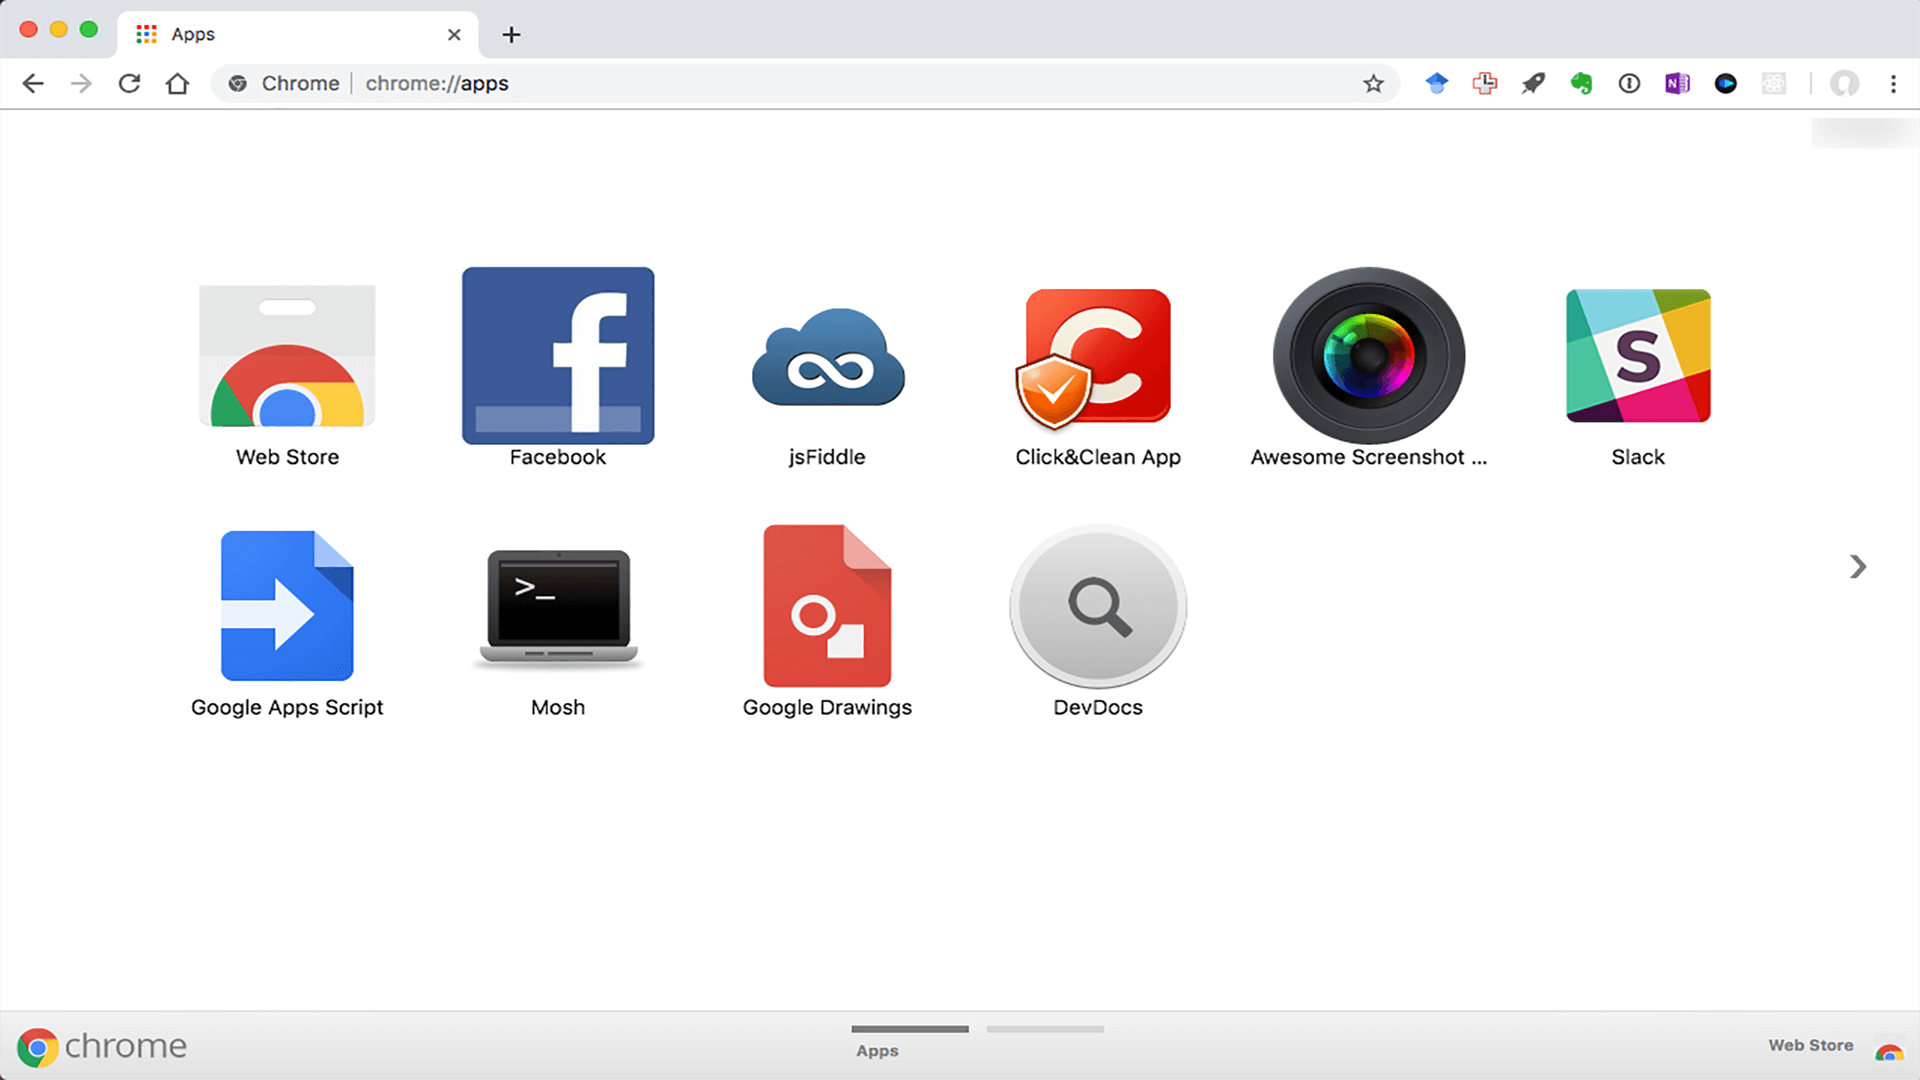 Apps
Chrome | chrome://apps
Web Store
Facebook
jsFiddle
Click&Clean App
Awesome Screenshot ...
Slack
Google Apps Script
Mosh
Google Drawings
DevDocs
chrome
Apps
Web Store